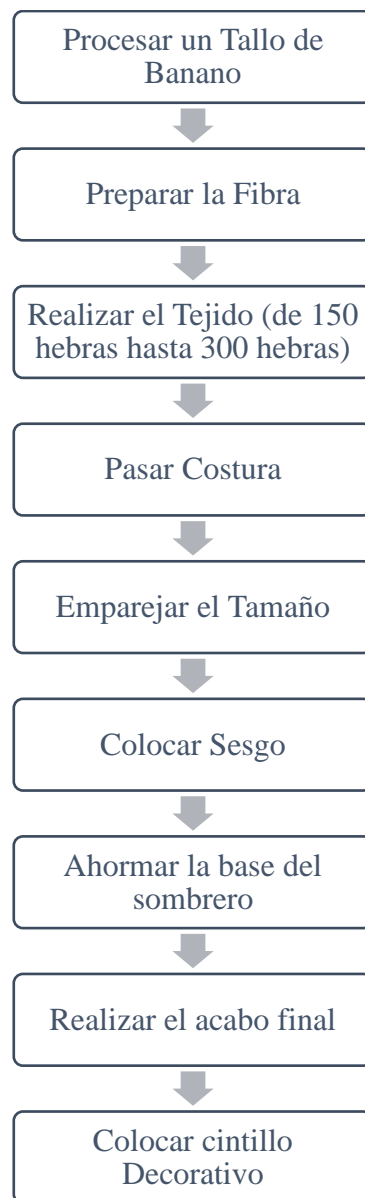 Procesar un Tallo de
Banano
Preparar la Fibra
Realizar el Tejido (de 150
hebras hasta 300 hebras)
Pasar Costura
Emparejar el Tamaño
Colocar Sesgo
Ahormar la base del
sombrero
Realizar el acabo final
Colocar cintillo
Decorativo